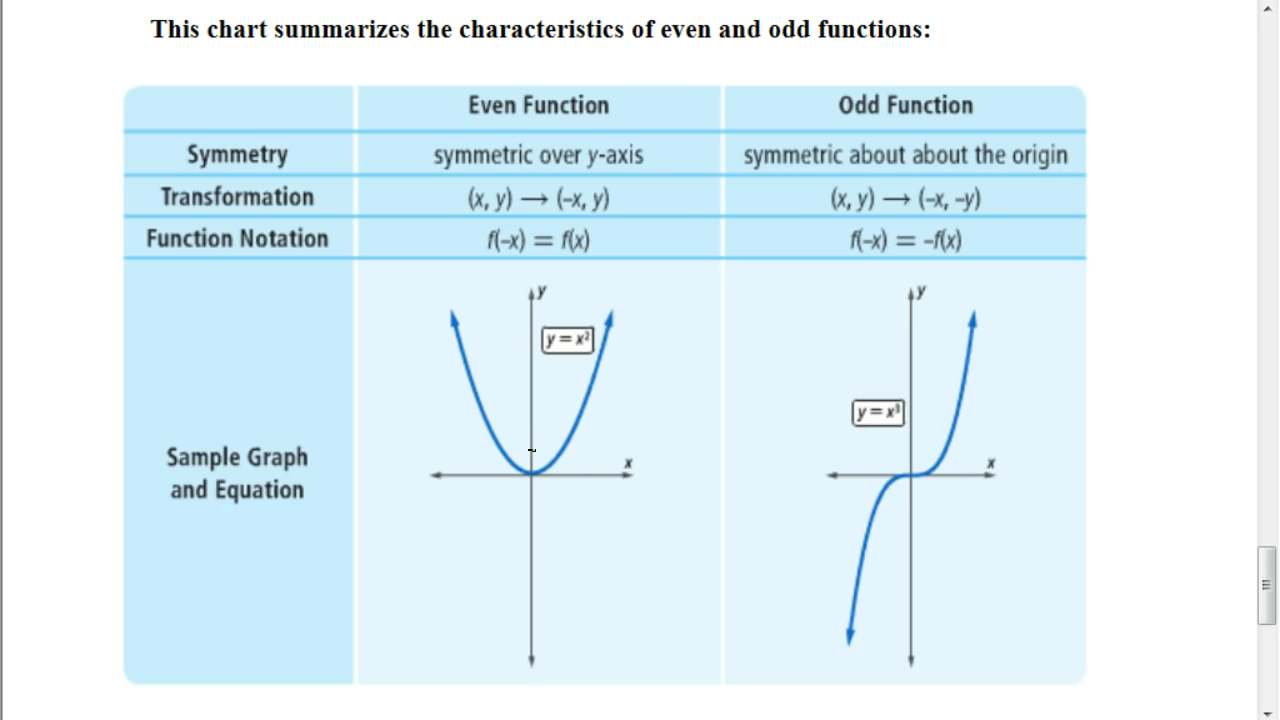 This chart summarizes the characteristics of even and odd functions:
Even Function
Odd Function
Symmetry
symmetric over y-axis
symmetric about about the origin
Transformation
(x, y) → (-x, y)
(x, y) → (-x, -y)
Function Notation
f(-x) = f(x)
f(-x) = -f(x)
Sample Graph
and Equation
y
y = x²
x
y
y = x³
x